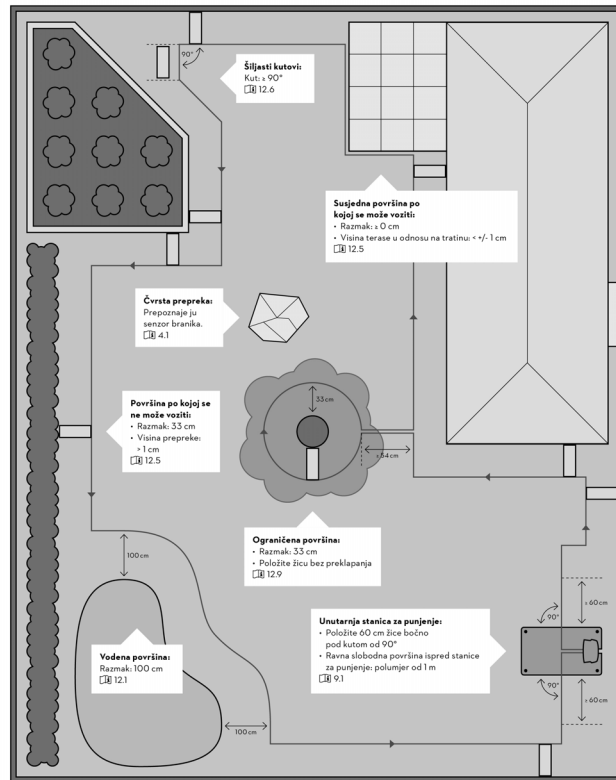 90°
Šiljasti kutovi:
Kut: ≥ 90°
12.6
Susjedna površina po
kojoj se može voziti:
• Razmak: ≥ 0 cm
• Visina terase u odnosu na tratinu: < +/- 1 cm
12.5
Čvrsta prepreka:
Prepoznaje ju
senzor branika.
4.1
33 cm
Površina po kojoj se
ne može voziti:
• Razmak: 33 cm
• Visina prepreke:
> 1 cm
12.5
≥ 54 cm
Ograničena površina:
• Razmak: 33 cm
• Položite žicu bez preklapanja
12.9
100 cm
≥ 60 cm
90°
Unutarnja stanica za punjenje:
• Položite 60 cm žice bočno
pod kutom od 90°
• Ravna slobodna površina ispred stanice
za punjenje: polumjer od 1 m
9.1
Vodena površina:
Razmak: 100 cm
12.1
90°
≥ 60 cm
100 cm